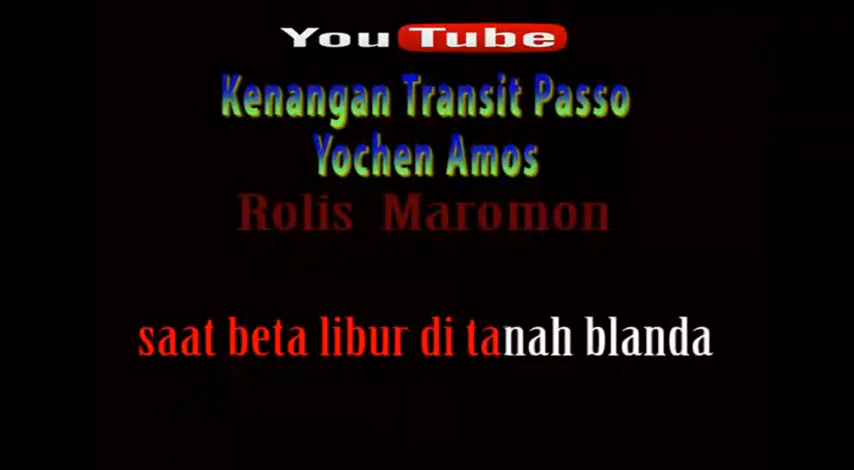 YouTube
Kenangan Transit Passo
Yochen Amos
Rolis Maromon
saat beta libur di tanah blanda